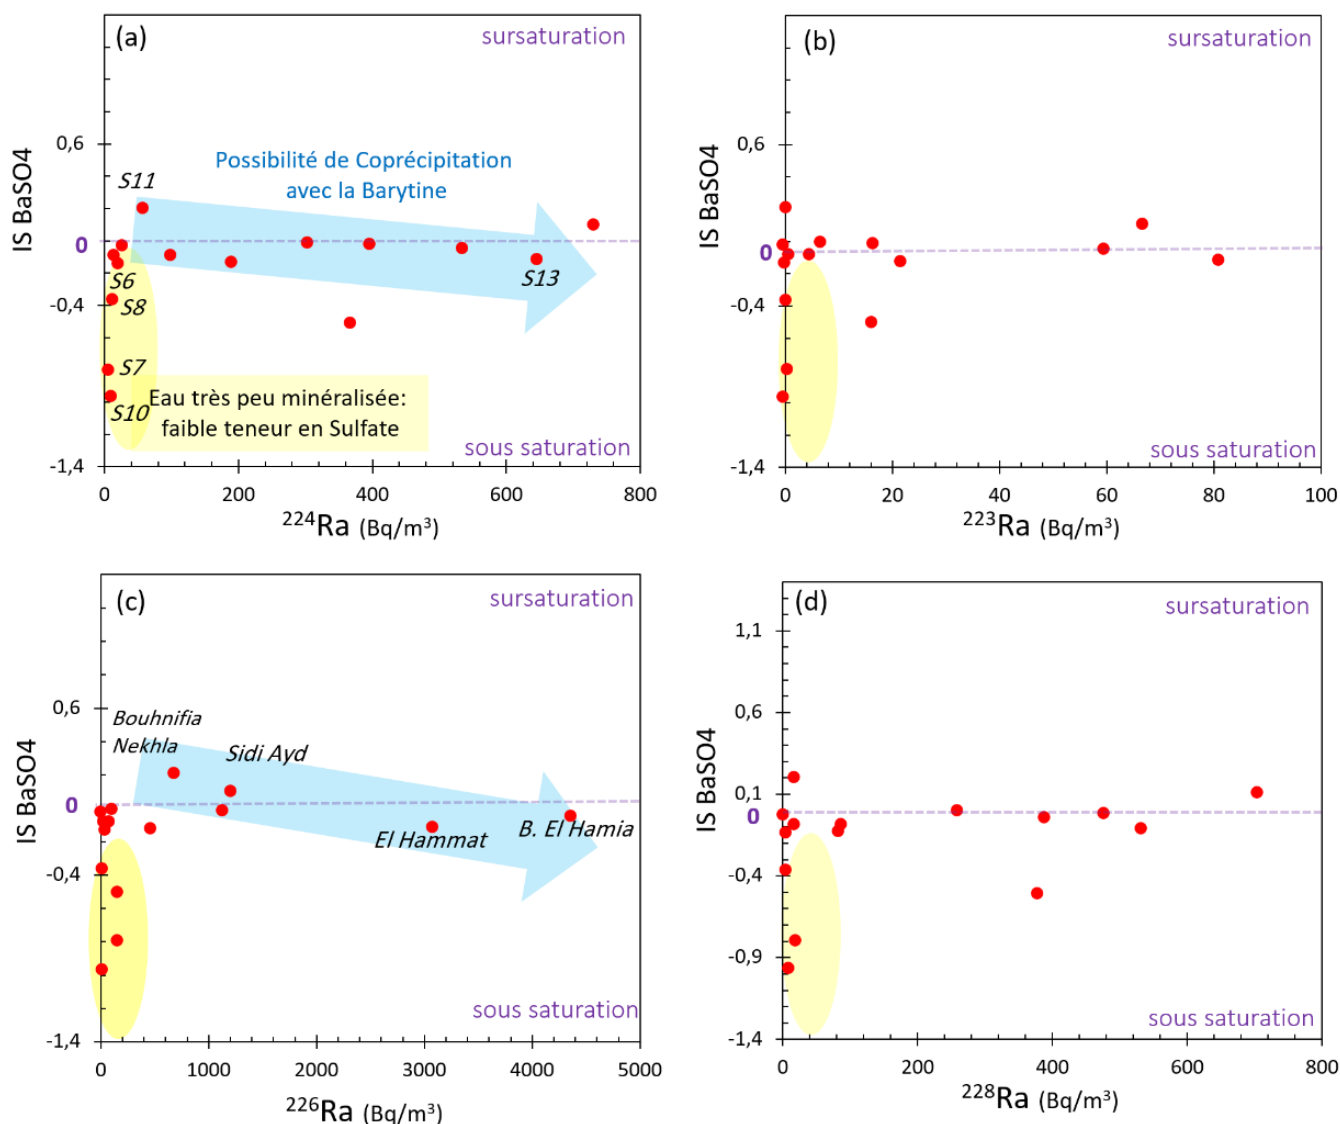 (a)
sursaturation
IS BaSO4
0,6
0
-0,4
-1,4
Possibilité de Coprécipitation
avec la Barytine
S11
S6
S8
S7
S10
S13
Eau très peu minéralisée:
faible teneur en Sulfate
sous saturation
0
200
400
600
800
²²⁴Ra (Bq/m³)
(b)
sursaturation
IS BaSO4
0,6
0
-0,4
-1,4
sous saturation
0
20
40
60
80
100
²²³Ra (Bq/m³)
(c)
sursaturation
IS BaSO4
0,6
0
-0,4
-1,4
Bouhnifia
Nekhla
Sidi Ayd
El Hammat
B. El Hamia
sous saturation
0
1000
2000
3000
4000
5000
²²⁶Ra (Bq/m³)
(d)
sursaturation
IS BaSO4
1,1
0,6
0,1
0
-0,4
-0,9
-1,4
sous saturation
0
200
400
600
800
²²⁸Ra (Bq/m³)